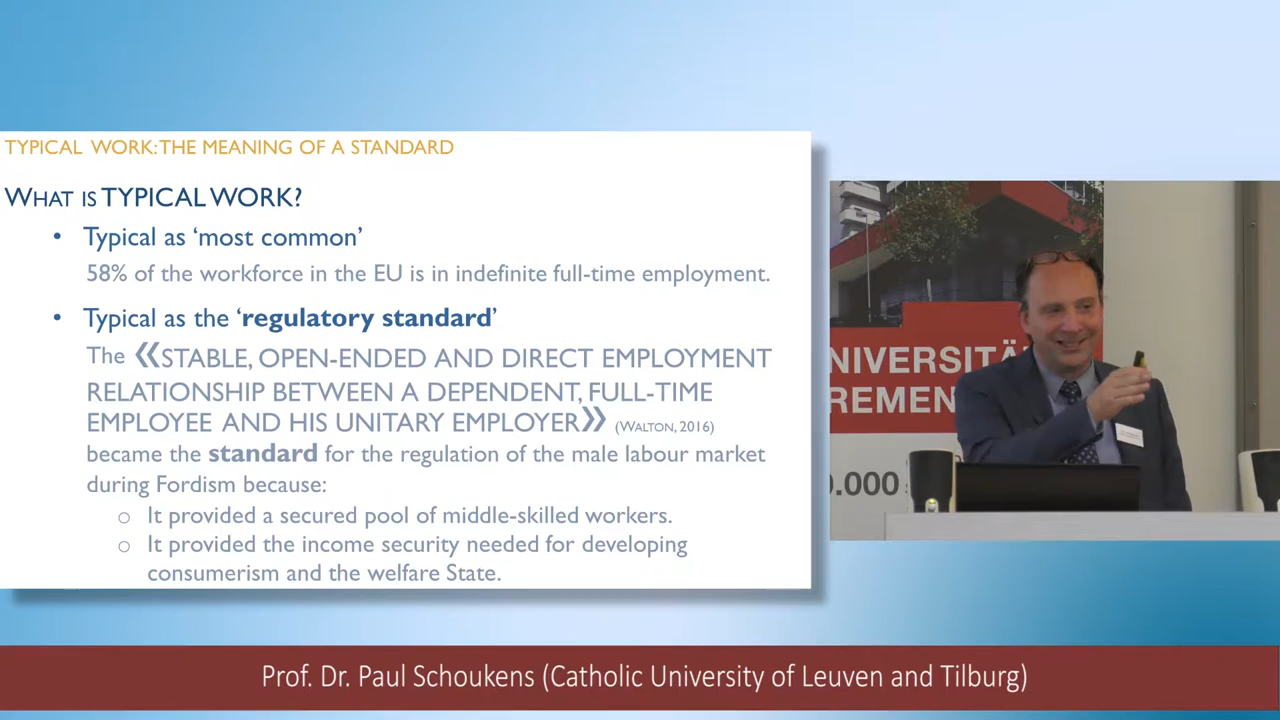 TYPICAL WORK: THE MEANING OF A STANDARD
WHAT IS TYPICAL WORK?
• Typical as ‘most common’
58% of the workforce in the EU is in indefinite full-time employment.
• Typical as the ‘regulatory standard’
The «STABLE, OPEN-ENDED AND DIRECT EMPLOYMENT
RELATIONSHIP BETWEEN A DEPENDENT, FULL-TIME
EMPLOYEE AND HIS UNITARY EMPLOYER» (WALTON, 2016)
became the standard for the regulation of the male labour market
during Fordism because:
○ It provided a secured pool of middle-skilled workers.
○ It provided the income security needed for developing
consumerism and the welfare State.
NIVERSITÄ
REMEN
0.000
Prof. Dr. Paul Schoukens (Catholic University of Leuven and Tilburg)